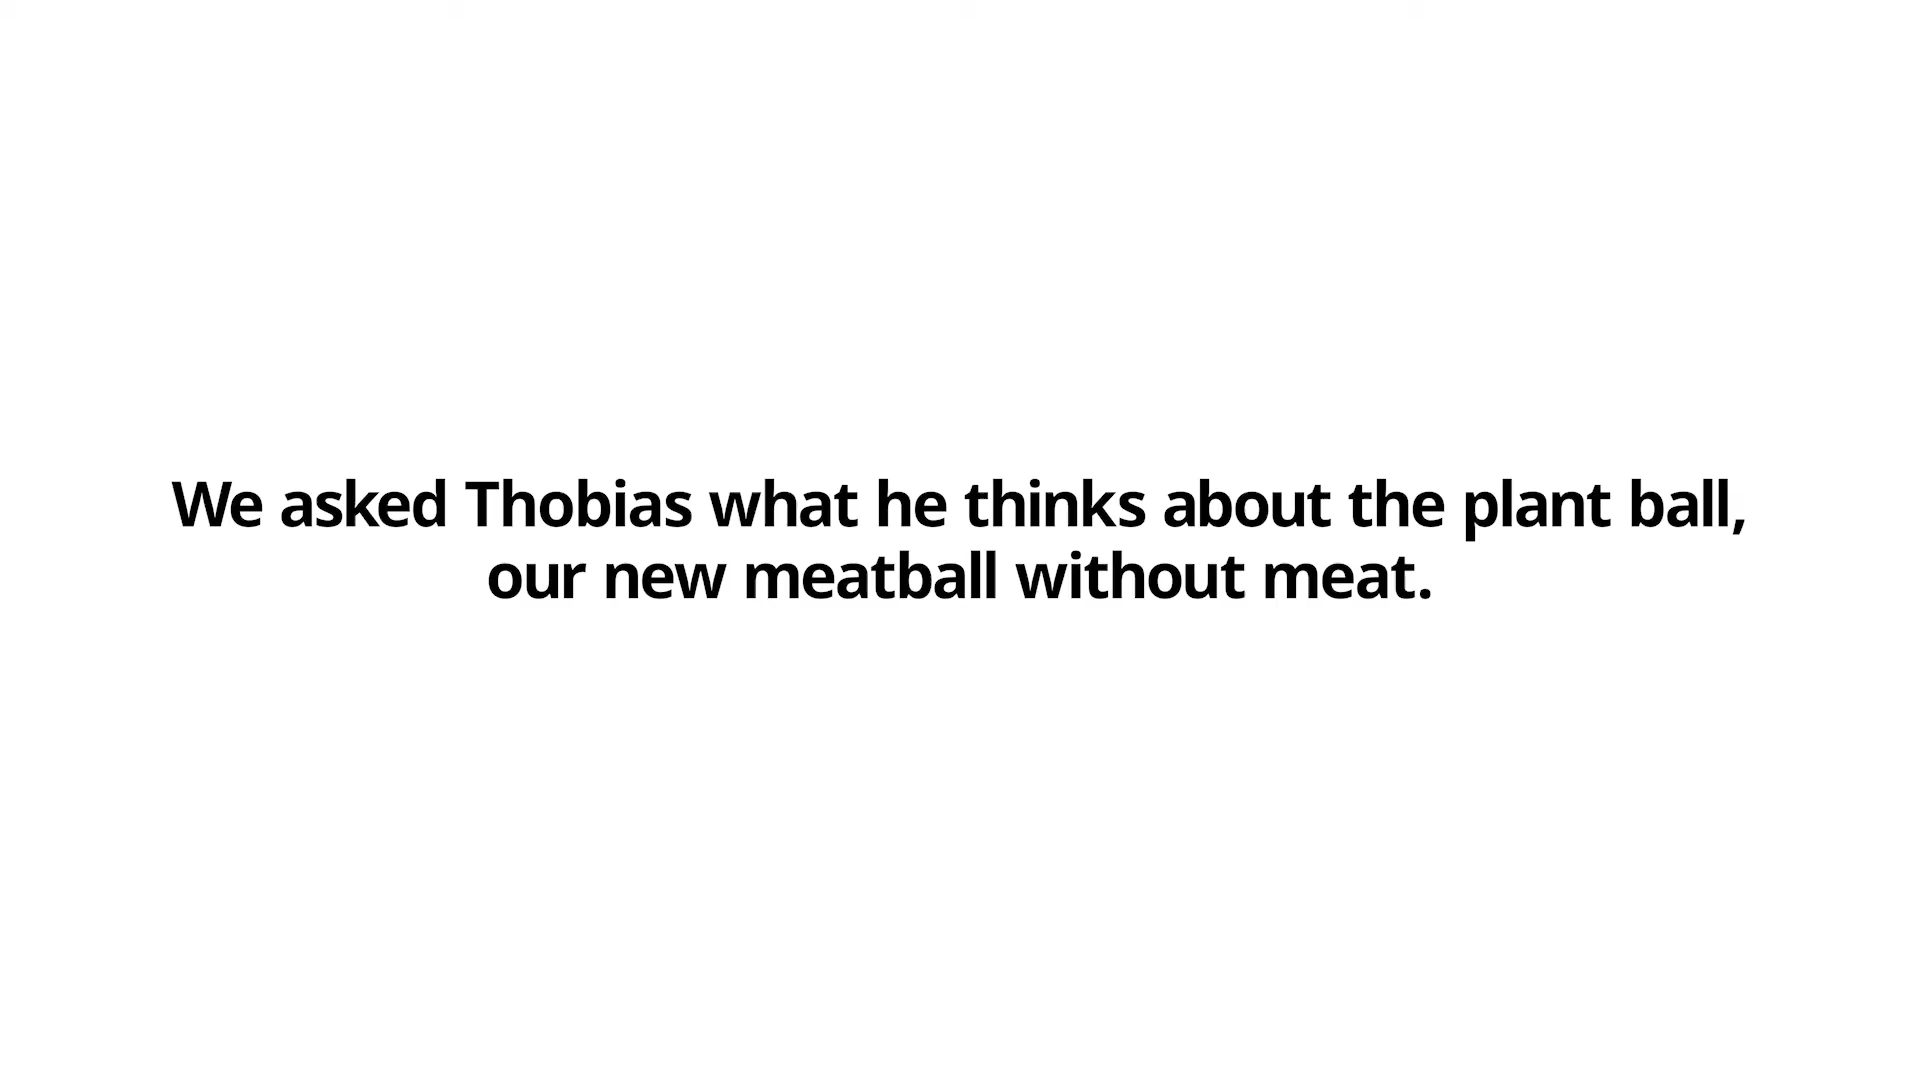 We asked Thobias what he thinks about the plant ball,
our new meatball without meat.